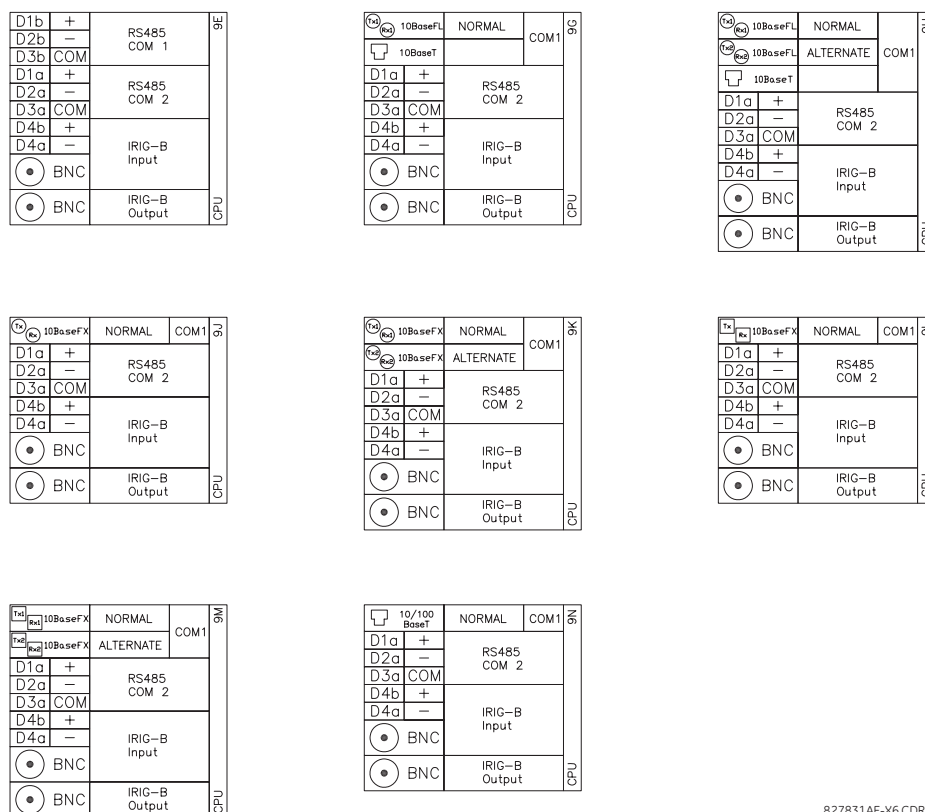 D1b + RS485 COM 1 9E
D2b —
D3b COM
D1a + RS485 COM 2
D2a —
D3a COM
D4b + IRIG–B Input
D4a —
BNC
BNC IRIG–B Output CPU
Tx1 Rx1 10BaseFL NORMAL COM1 9G
10BaseT
D1a + RS485 COM 2
D2a —
D3a COM
D4b + IRIG–B Input
D4a —
BNC
BNC IRIG–B Output CPU
Tx1 Rx1 10BaseFL NORMAL COM1
Tx2 Rx2 10BaseFL ALTERNATE
10BaseT
D1a + RS485 COM 2
D2a —
D3a COM
D4b + IRIG–B Input
D4a —
BNC
BNC IRIG–B Output
Tx Rx 10BaseFX NORMAL COM1 9J
D1a + RS485 COM 2
D2a —
D3a COM
D4b + IRIG–B Input
D4a —
BNC
BNC IRIG–B Output CPU
Tx1 Rx1 10BaseFX NORMAL COM1 9K
Tx2 Rx2 10BaseFX ALTERNATE
D1a + RS485 COM 2
D2a —
D3a COM
D4b + IRIG–B Input
D4a —
BNC
BNC IRIG–B Output CPU
Tx Rx 10BaseFX NORMAL COM1
D1a + RS485 COM 2
D2a —
D3a COM
D4b + IRIG–B Input
D4a —
BNC
BNC IRIG–B Output
Tx1 Rx1 10BaseFX NORMAL COM1 9M
Tx2 Rx2 10BaseFX ALTERNATE
D1a + RS485 COM 2
D2a —
D3a COM
D4b + IRIG–B Input
D4a —
BNC
BNC IRIG–B Output CPU
10/100 BaseT NORMAL COM1 9N
D1a + RS485 COM 2
D2a —
D3a COM
D4b + IRIG–B Input
D4a —
BNC
BNC IRIG–B Output CPU